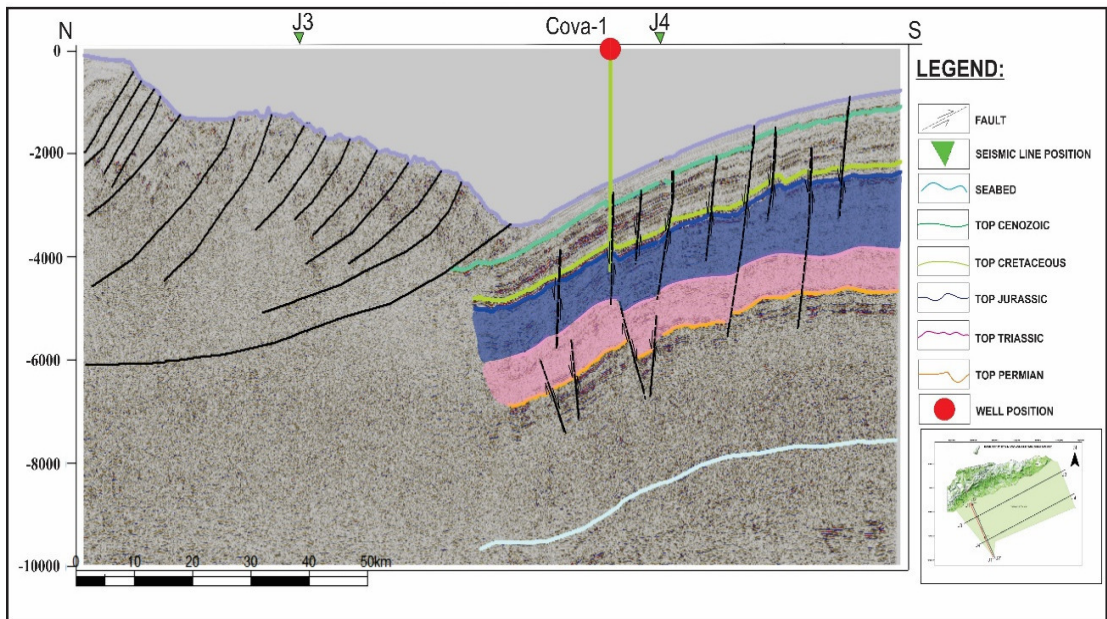 N J3 Cova-1 J4 S
0
-2000
-4000
-6000
-8000
-10000
0 10 20 30 40 50km
LEGEND:
FAULT
SEISMIC LINE POSITION
SEABED
TOP CENOZOIC
TOP CRETACEOUS
TOP JURASSIC
TOP TRIASSIC
TOP PERMIAN
WELL POSITION